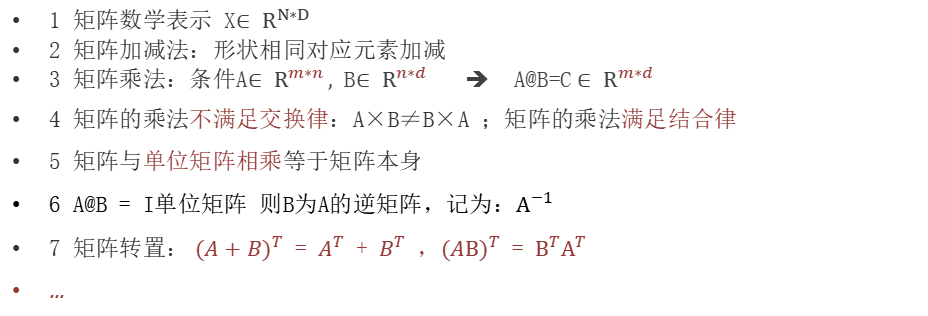 • 1 矩阵数学表示 X∈ R^{N*D}
• 2 矩阵加减法：形状相同对应元素加减
• 3 矩阵乘法：条件A∈ R^{m*n}, B∈ R^{n*d} ➔ A@B=C ∈ R^{m*d}
• 4 矩阵的乘法不满足交换律：A×B≠B×A ；矩阵的乘法满足结合律
• 5 矩阵与单位矩阵相乘等于矩阵本身
• 6 A@B = I单位矩阵 则B为A的逆矩阵，记为：A^{−1}
• 7 矩阵转置： (A + B)^T = A^T + B^T ，(AB)^T = B^T A^T
• …